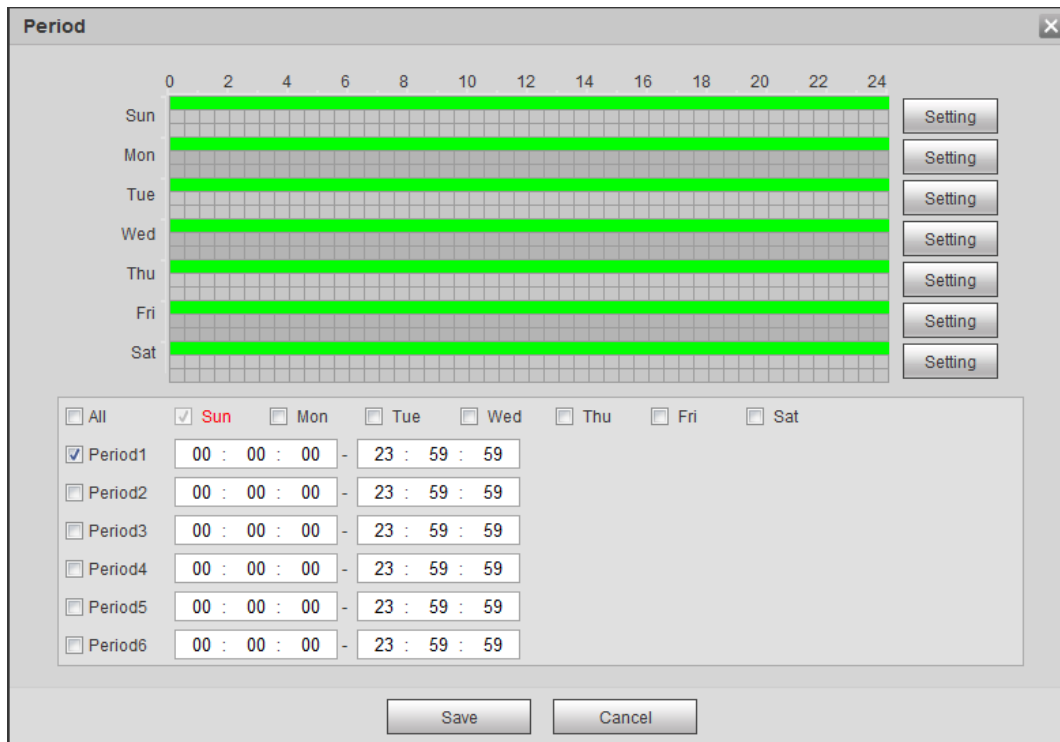 Period
0 2 4 6 8 10 12 14 16 18 20 22 24
Sun Setting
Mon Setting
Tue Setting
Wed Setting
Thu Setting
Fri Setting
Sat Setting
All Sun Mon Tue Wed Thu Fri Sat
Period1 00 : 00 : 00 - 23 : 59 : 59
Period2 00 : 00 : 00 - 23 : 59 : 59
Period3 00 : 00 : 00 - 23 : 59 : 59
Period4 00 : 00 : 00 - 23 : 59 : 59
Period5 00 : 00 : 00 - 23 : 59 : 59
Period6 00 : 00 : 00 - 23 : 59 : 59
Save Cancel